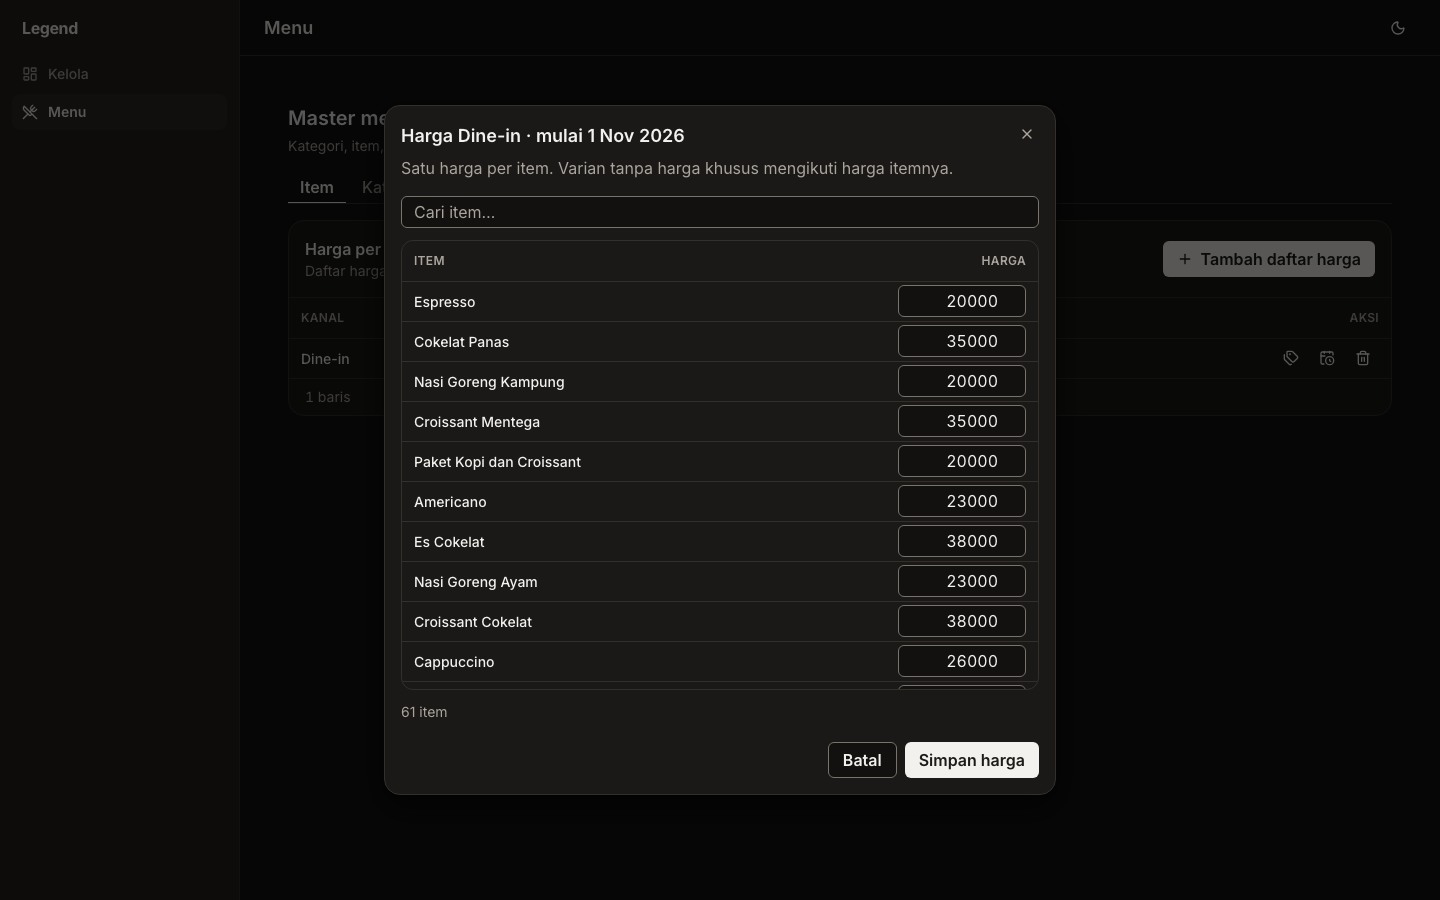 Legend
Menu
Kelola
Menu
Master me
Kategori, item,
Item
Ka
Harga per
Daftar harga
Tambah daftar harga
KANAL
AKSI
Dine-in
1 baris
Harga Dine-in · mulai 1 Nov 2026
Satu harga per item. Varian tanpa harga khusus mengikuti harga itemnya.
Cari item...
ITEM HARGA
Espresso 20000
Cokelat Panas 35000
Nasi Goreng Kampung 20000
Croissant Mentega 35000
Paket Kopi dan Croissant 20000
Americano 23000
Es Cokelat 38000
Nasi Goreng Ayam 23000
Croissant Cokelat 38000
Cappuccino 26000
61 item
Batal
Simpan harga